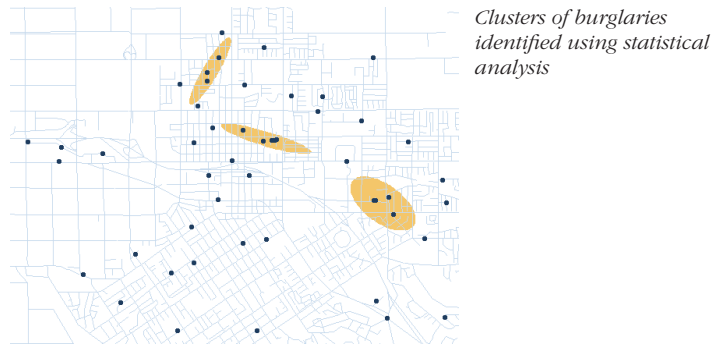 Clusters of burglaries
identified using statistical
analysis